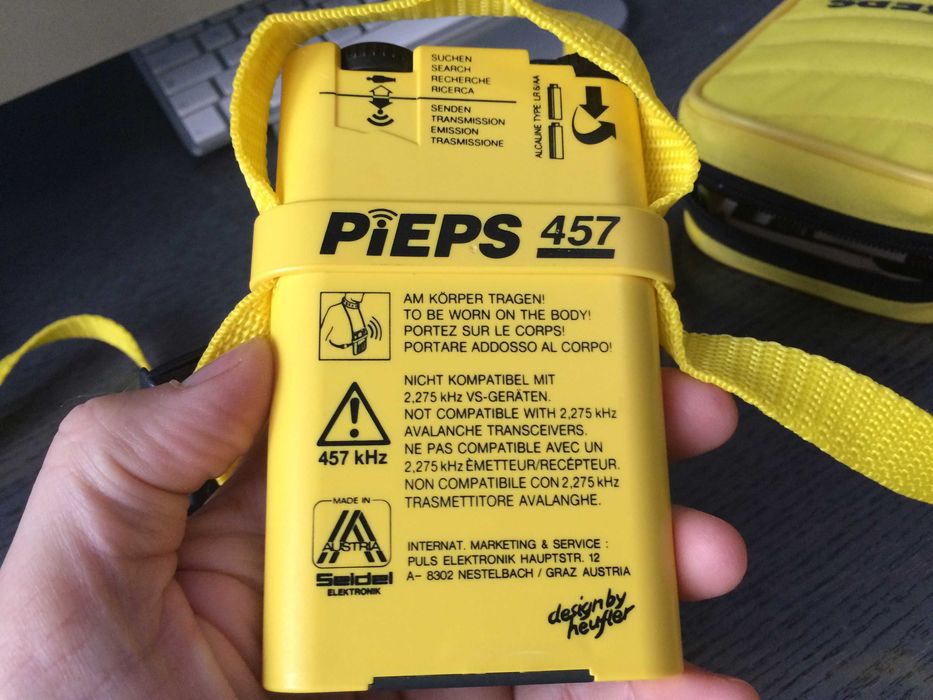 SUCHEN
SEARCH
RECHERCHE
RICERCA
SENDEN
TRANSMISSION
EMISSION
TRASMISSIONE
ALCALINE TYPE LR 6/AA
PiEPS 457
AM KÖRPER TRAGEN!
TO BE WORN ON THE BODY!
PORTEZ SUR LE CORPS!
PORTARE ADDOSSO AL CORPO!
NICHT KOMPATIBEL MIT
2,275 kHz VS-GERÄTEN.
NOT COMPATIBLE WITH 2,275 kHz
AVALANCHE TRANSCEIVERS.
NE PAS COMPATIBLE AVEC UN
2,275 kHz ÈMETTEUR/RECÉPTEUR.
NON COMPATIBILE CON 2,275 kHz
TRASMETTITORE AVALANGHE.
457 kHz
MADE IN
AUSTRIA
Seidel
ELEKTRONIK
INTERNAT. MARKETING & SERVICE :
PULS ELEKTRONIK HAUPTSTR. 12
A- 8302 NESTELBACH / GRAZ AUSTRIA
design by
heufler